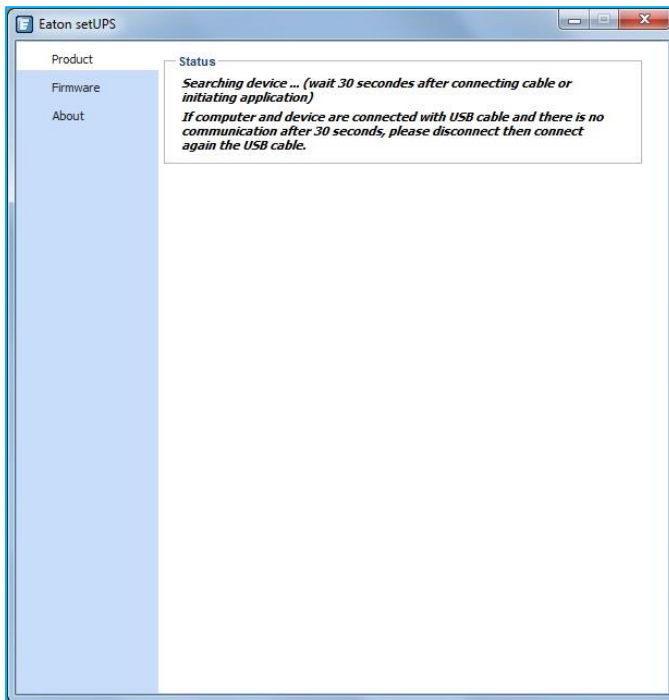 Eaton setUPS
Product
Firmware
About
Status
Searching device ... (wait 30 secondes after connecting cable or
initiating application)
If computer and device are connected with USB cable and there is no
communication after 30 seconds, please disconnect then connect
again the USB cable.